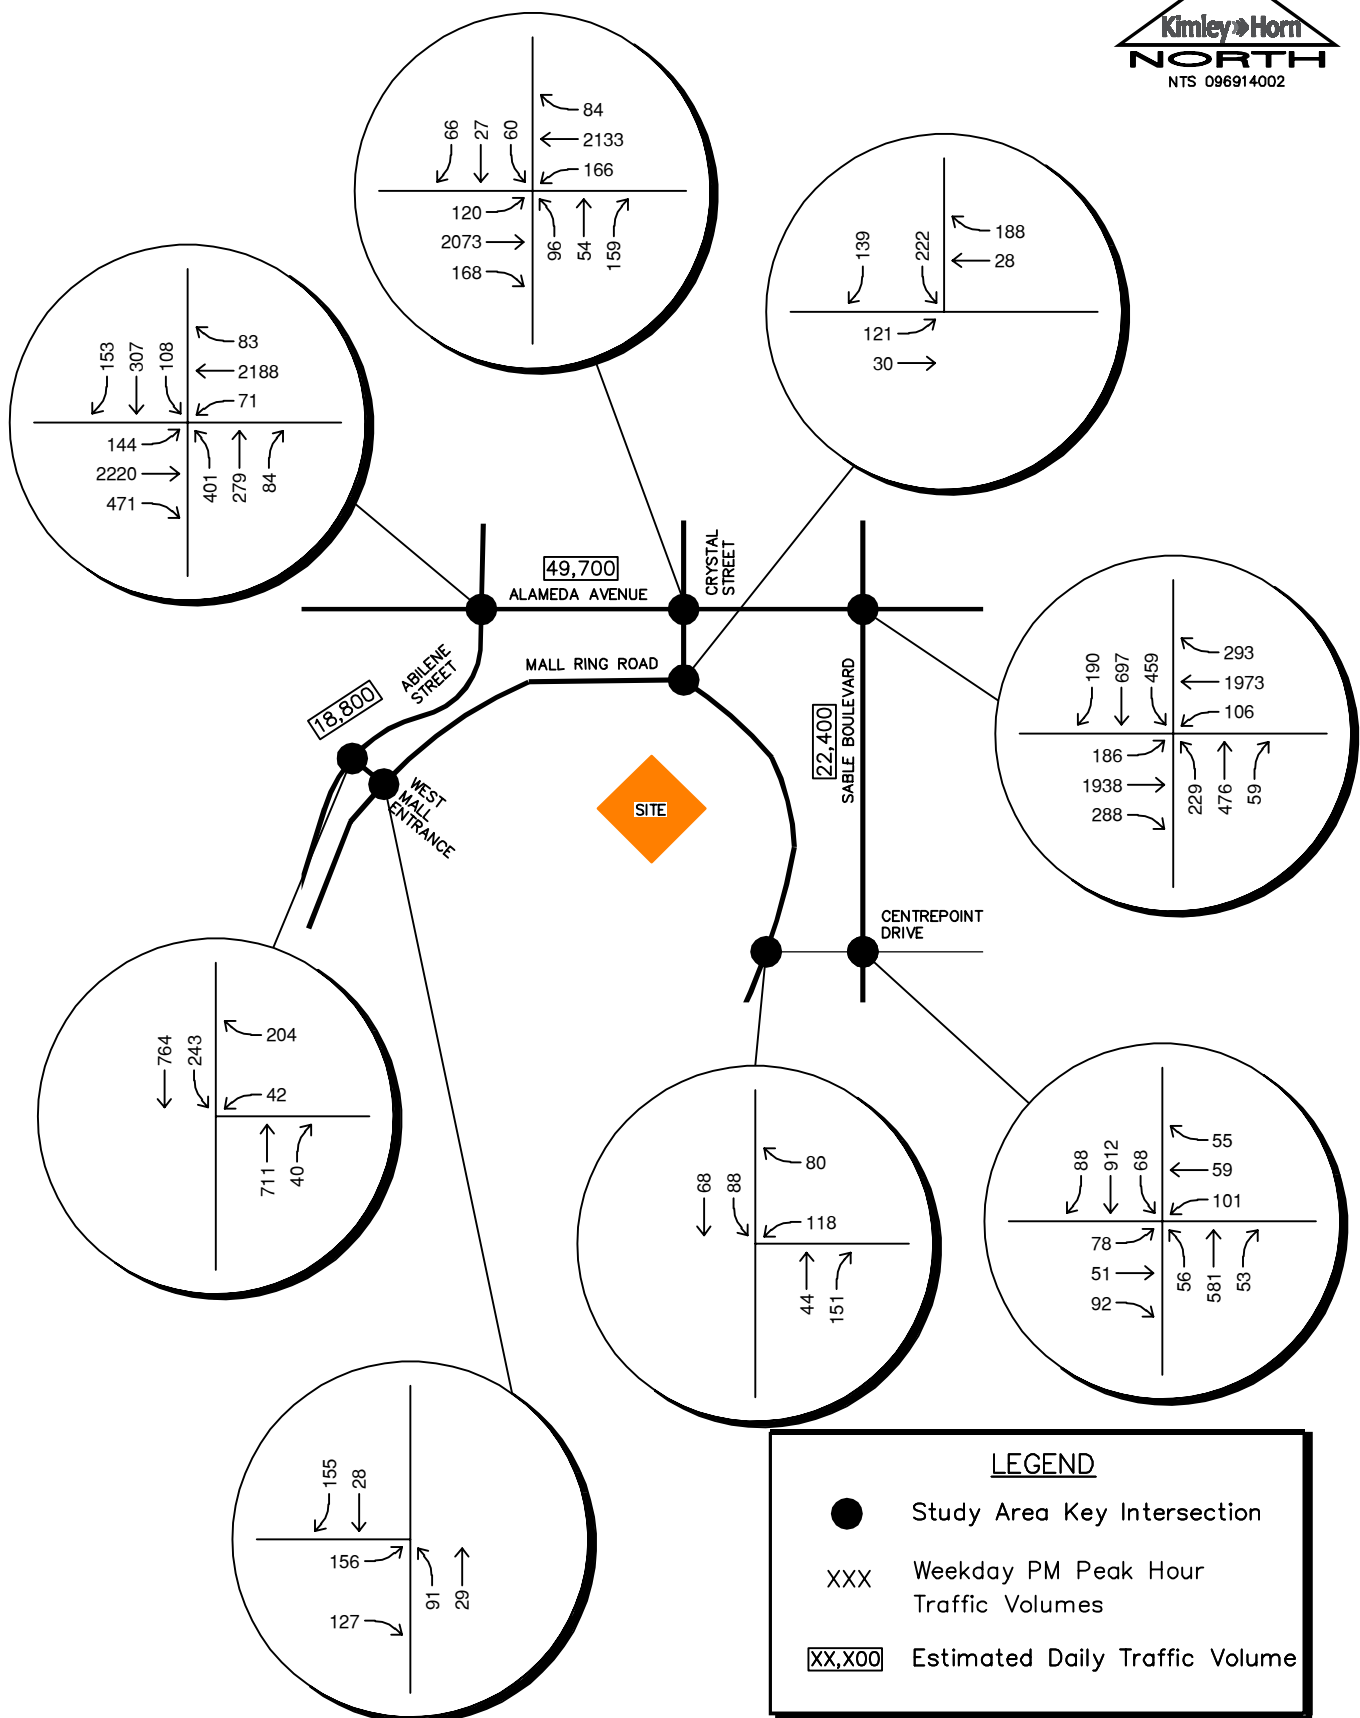 Kimley»Horn
NORTH
NTS 096914002
84
2133
166
66 27 60
120
2073
168
96 54 159
188
28
139 222
121
30
83
2188
71
153 307 108
144
2220
471
401 279 84
49,700
ALAMEDA AVENUE
CRYSTAL
STREET
MALL RING ROAD
ABILENE
STREET
18,800
WEST
MALL
ENTRANCE
SITE
22,400
SABLE BOULEVARD
CENTREPOINT
DRIVE
293
1973
106
190 697 459
186
1938
288
229 476 59
204
42
764 243
711 40
80
118
68 88
44 151
55
59
101
88 912 68
78
51
92
56 581 53
155 28
156
127
91 29
LEGEND
Study Area Key Intersection
XXX Weekday PM Peak Hour
Traffic Volumes
XX,X00 Estimated Daily Traffic Volume